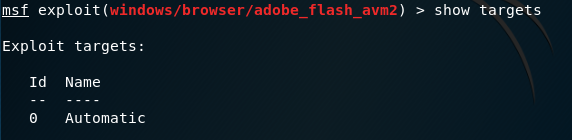 msf exploit(windows/browser/adobe_flash_avm2) > show targets
Exploit targets:
Id  Name
--  ----
0   Automatic